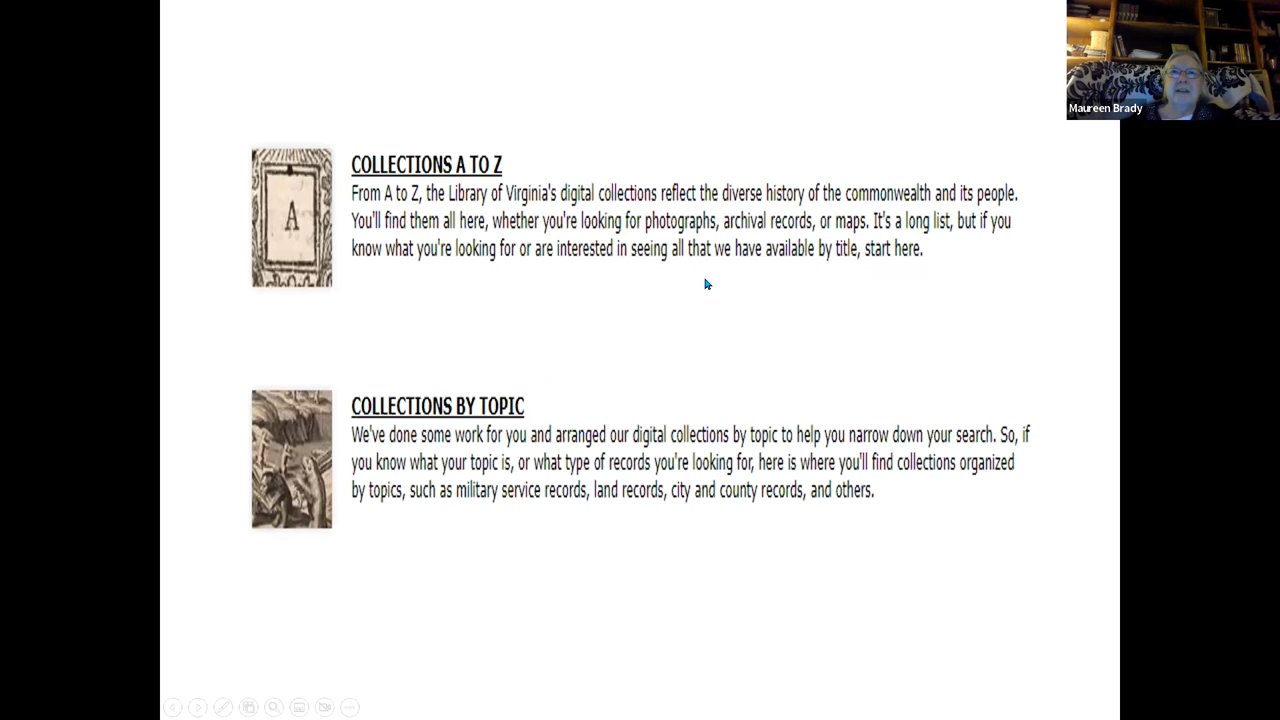 Maureen Brady
COLLECTIONS A TO Z
From A to Z, the Library of Virginia's digital collections reflect the diverse history of the commonwealth and its people.
You'll find them all here, whether you're looking for photographs, archival records, or maps. It's a long list, but if you
know what you're looking for or are interested in seeing all that we have available by title, start here.
A
COLLECTIONS BY TOPIC
We've done some work for you and arranged our digital collections by topic to help you narrow down your search. So, if
you know what your topic is, or what type of records you're looking for, here is where you'll find collections organized
by topics, such as military service records, land records, city and county records, and others.